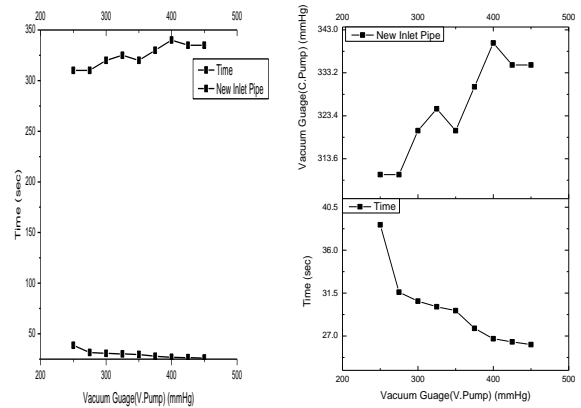 200 300 400 500
350
300
250
200
150
100
50
Time (sec)
Time
New Inlet Pipe
200 300 400 500
Vacuum Guage(V.Pump) (mmHg)
200 300 400 500
343.0
333.2
323.4
313.6
Vacuum Guage(C.Pump) (mmHg)
New Inlet Pipe
40.5
36.0
31.5
27.0
Time (sec)
Time
200 300 400 500
Vacuum Guage(V.Pump) (mmHg)